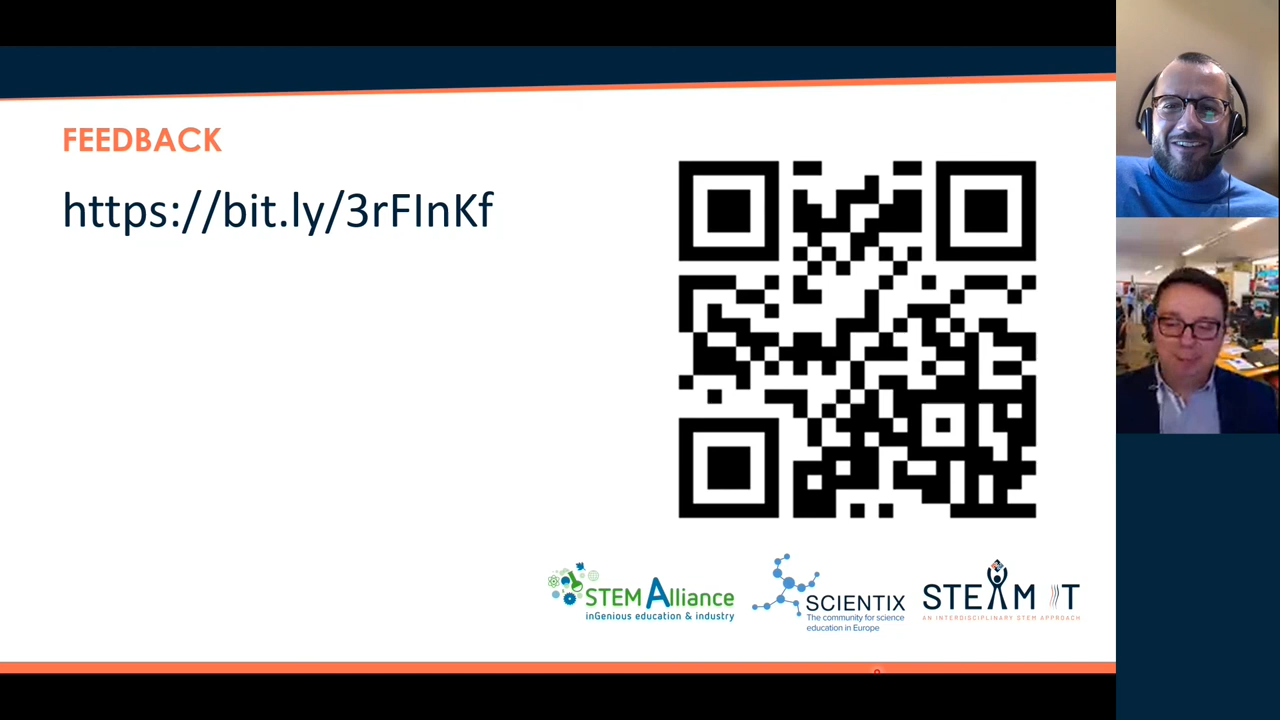 FEEDBACK
https://bit.ly/3rFInKf
STEM Alliance
inGenious education & industry
SCIENTIX
The community for science
education in Europe
STEAM IT
AN INTERDISCIPLINARY STEM APPROACH